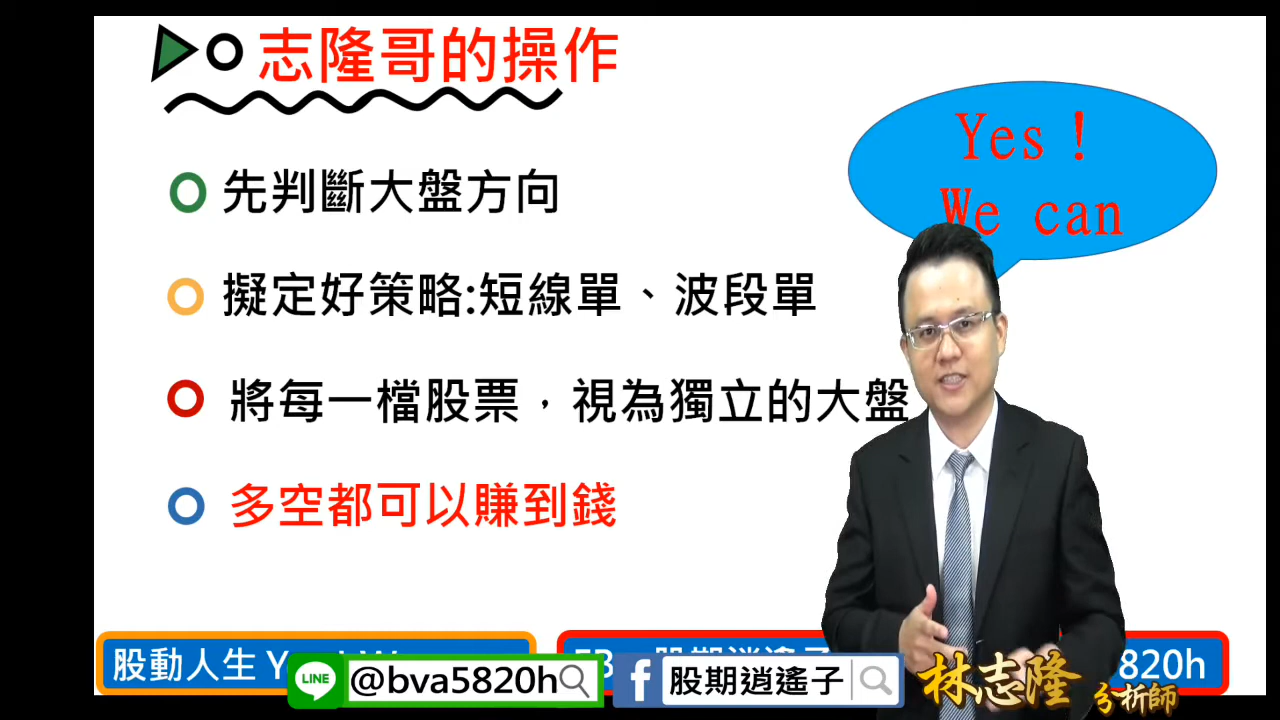 志隆哥的操作
Yes!
We can
先判斷大盤方向
擬定好策略:短線單、波段單
將每一檔股票，視為獨立的大盤
多空都可以賺到錢
股動人生
820h
LINE @bva5820h
f 股期逍遙子
林志隆 分析師